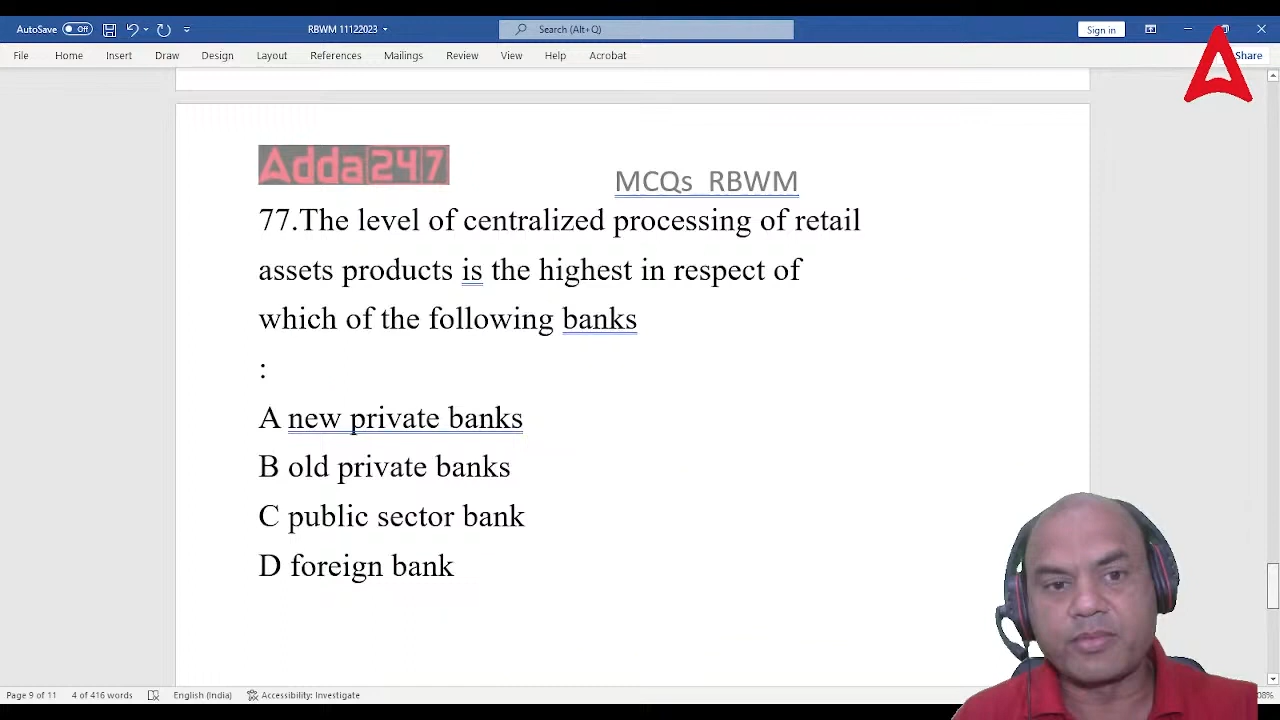 AutoSave Off RBWM 11122023 Search (Alt+Q) Sign in
File Home Insert Draw Design Layout References Mailings Review View Help Acrobat Share
Adda247
MCQs RBWM
77.The level of centralized processing of retail
assets products is the highest in respect of
which of the following banks
:
A new private banks
B old private banks
C public sector bank
D foreign bank
Page 9 of 11 4 of 416 words English (India) Accessibility: Investigate